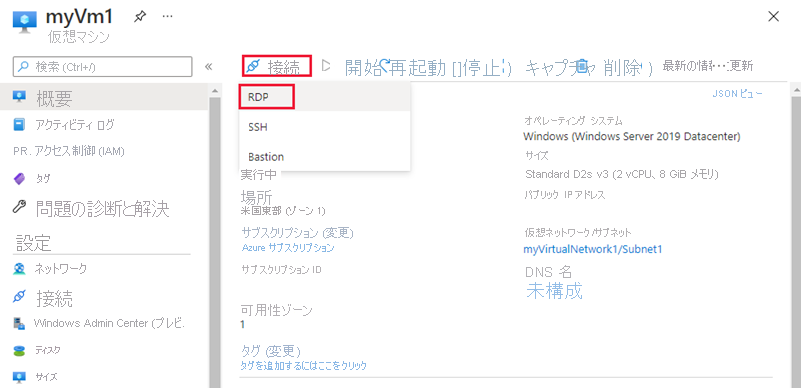 myVm1
仮想マシン
検索 (Ctrl+/)
概要
アクティビティ ログ
PR. アクセス制御 (IAM)
タグ
問題の診断と解決
設定
ネットワーク
接続
Windows Admin Center (プレビ.
ディスク
サイズ
接続 開始 再起動 []停止 ) キャプチャ 削除 ) 最新の情…更新
RDP
SSH
Bastion
JSON ビュー
実行中
場所
米国東部 (ゾーン 1)
サブスクリプション (変更)
Azure サブスクリプション
サブスクリプション ID
可用性ゾーン
1
タグ (変更)
タグを追加するにはここをクリック
オペレーティング システム
Windows (Windows Server 2019 Datacenter)
サイズ
Standard D2s v3 (2 vCPU、8 GiB メモリ)
パブリック IP アドレス
仮想ネットワーク/サブネット
myVirtualNetwork1/Subnet1
DNS 名
未構成